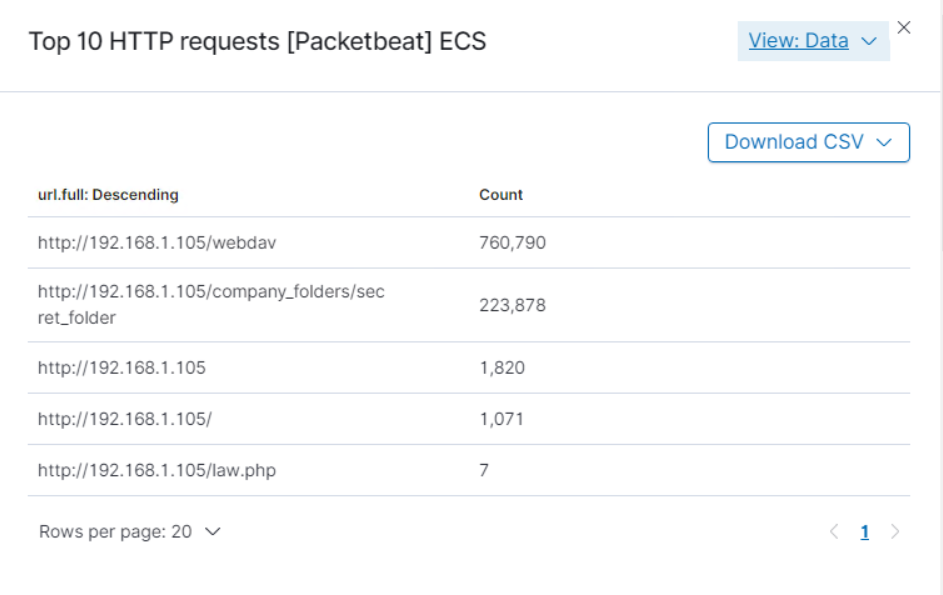 Top 10 HTTP requests [Packetbeat] ECS
View: Data
Download CSV
url.full: Descending Count
http://192.168.1.105/webdav 760,790
http://192.168.1.105/company_folders/sec
ret_folder 223,878
http://192.168.1.105 1,820
http://192.168.1.105/ 1,071
http://192.168.1.105/law.php 7
Rows per page: 20
1